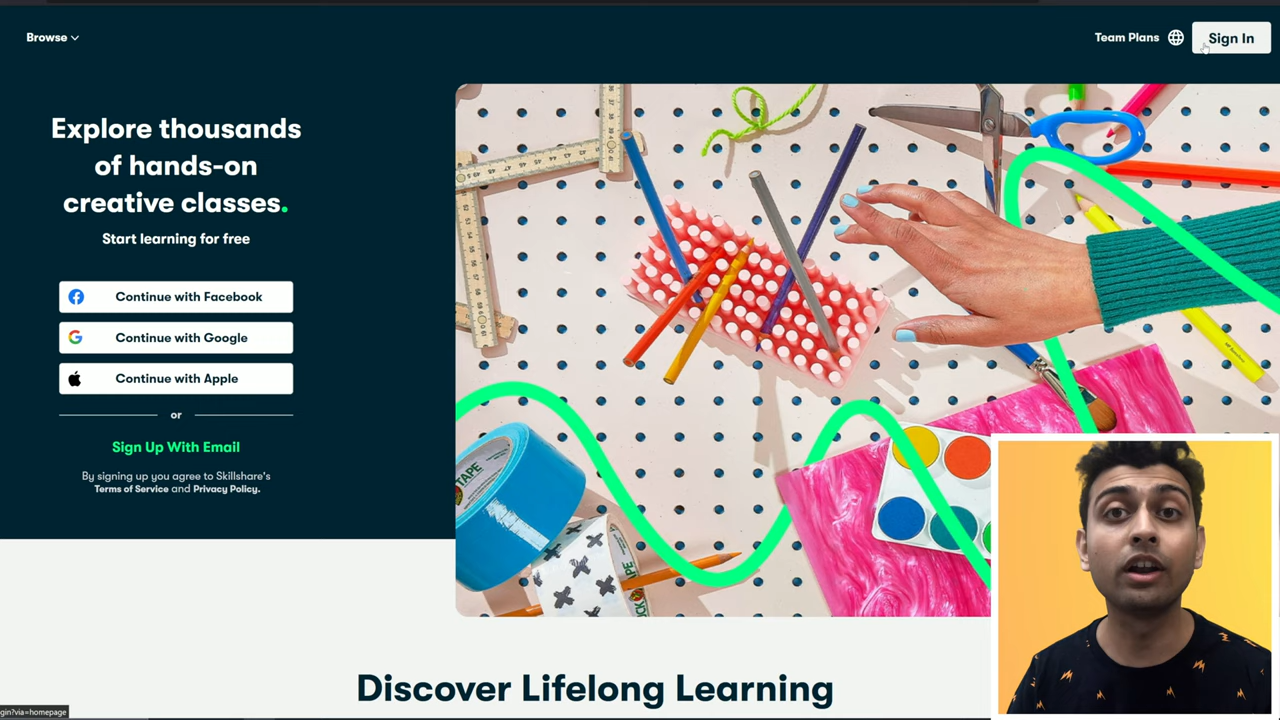 Browse
Team Plans
Sign In
Explore thousands
of hands-on
creative classes.
Start learning for free
Continue with Facebook
Continue with Google
Continue with Apple
or
Sign Up With Email
By signing up you agree to Skillshare's
Terms of Service and Privacy Policy.
TAPE
Discover Lifelong Learning
gin?via=homepage